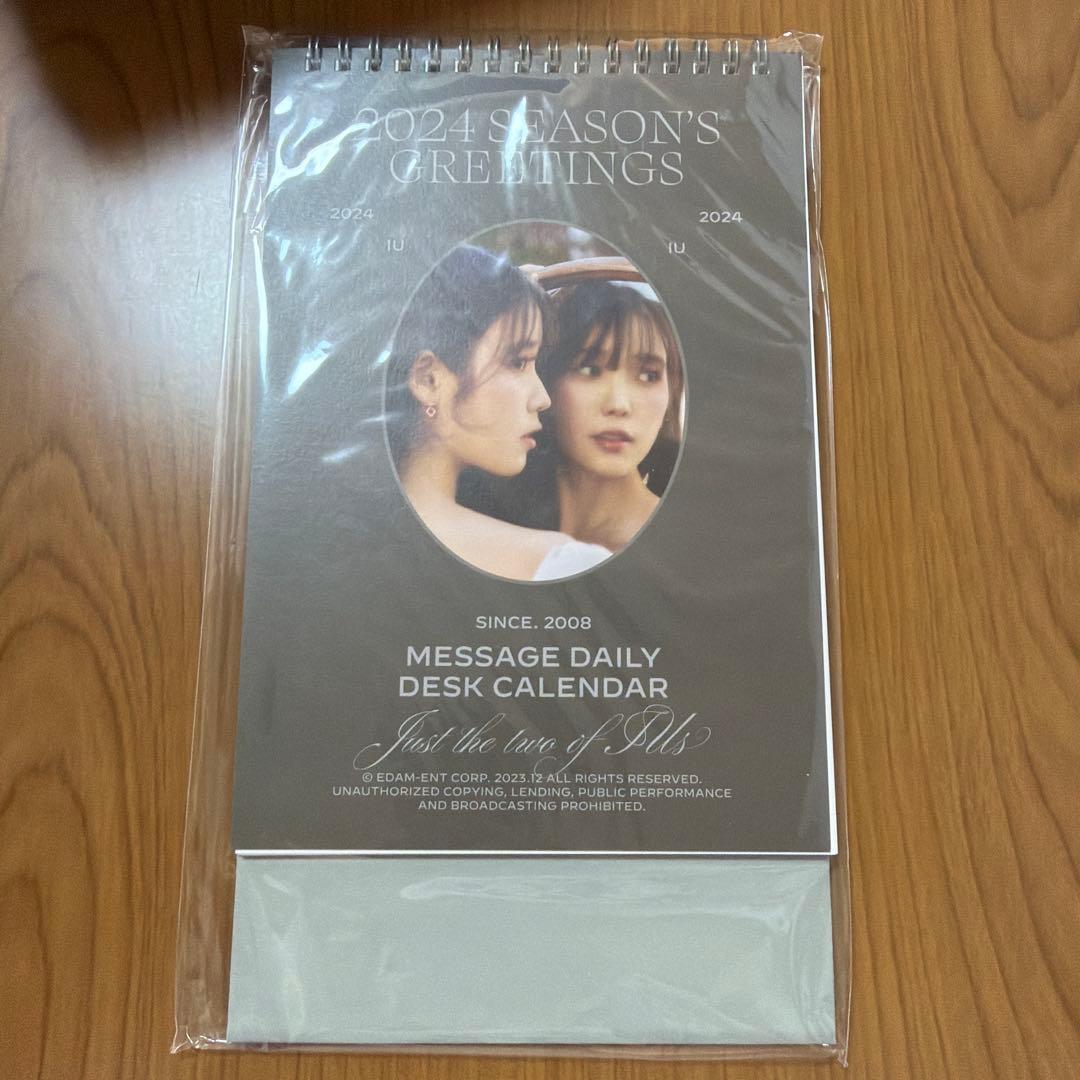 2024 SEASON'S
GREETINGS
2024 2024
IU IU
SINCE. 2008
MESSAGE DAILY
DESK CALENDAR
Just the two of IUs
© EDAM-ENT CORP. 2023.12 ALL RIGHTS RESERVED.
UNAUTHORIZED COPYING, LENDING, PUBLIC PERFORMANCE
AND BROADCASTING PROHIBITED.